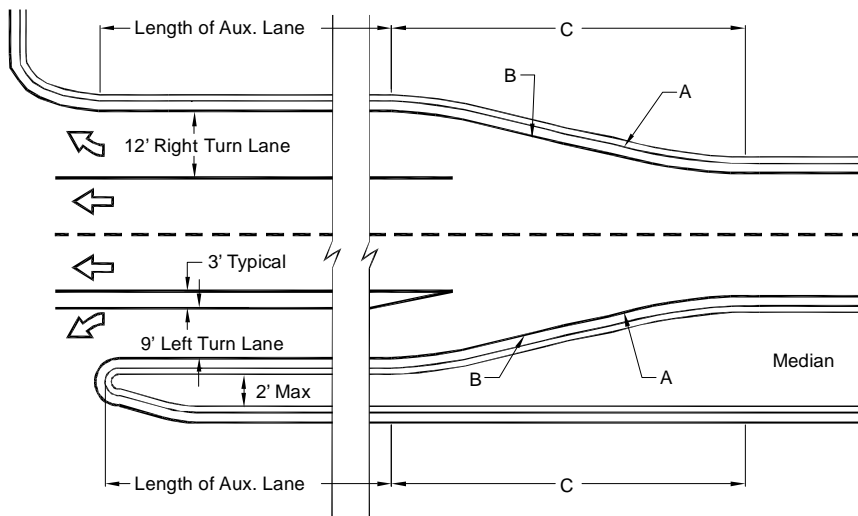 Length of Aux. Lane
C
B
A
12’ Right Turn Lane
3’ Typical
9’ Left Turn Lane
2’ Max
B
A
Median
Length of Aux. Lane
C